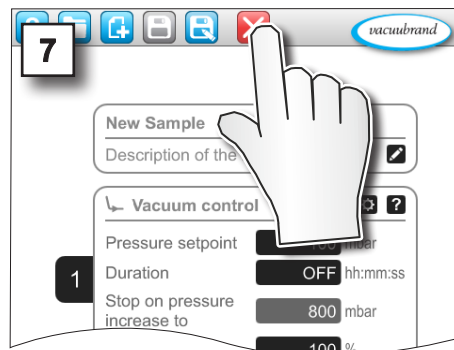 7
vacuubrand
New Sample
Description of the
Vacuum control
?
Pressure setpoint
mbar
1
Duration OFF hh:mm:ss
Stop on pressure
increase to 800 mbar
100 %